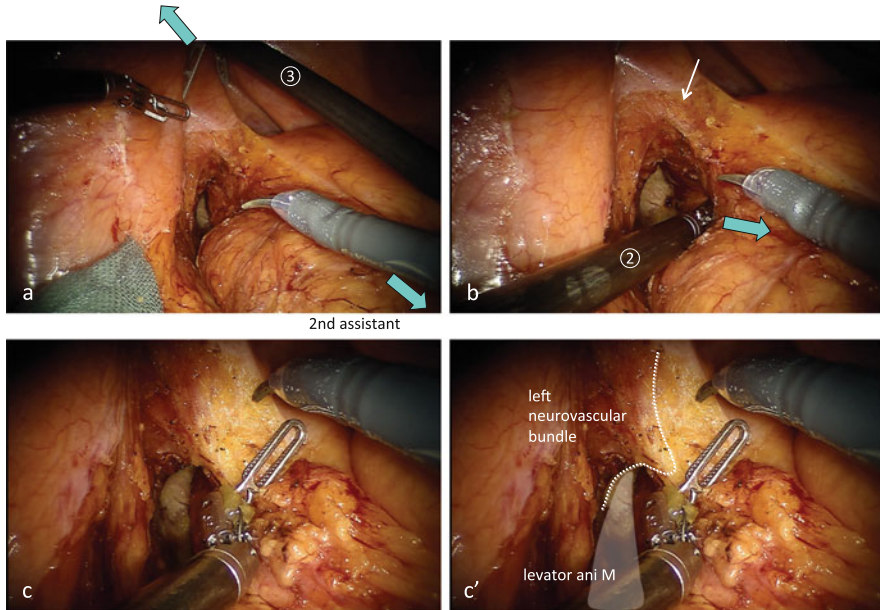 ③
a
2nd assistant
②
b
c
left
neurovascular
bundle
levator ani M
c’